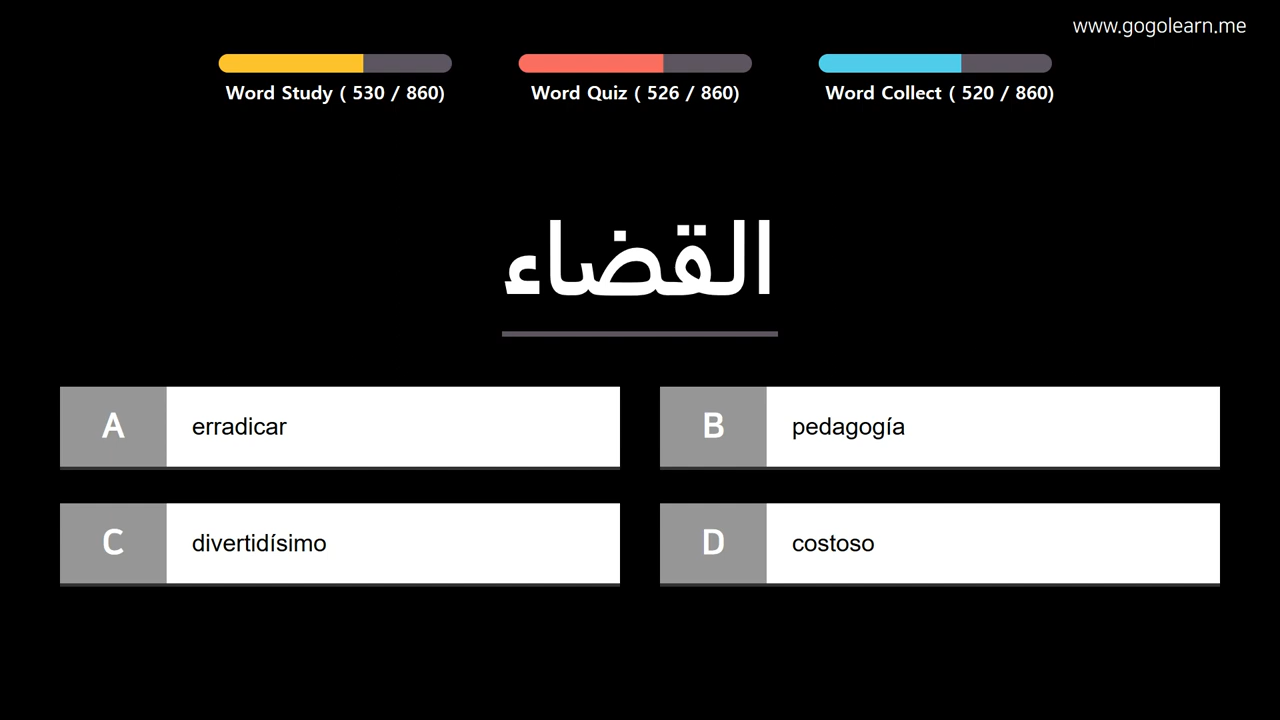 www.gogolearn.me
Word Study ( 530 / 860)
Word Quiz ( 526 / 860)
Word Collect ( 520 / 860)
القضاء
A erradicar
B pedagogía
C divertidísimo
D costoso